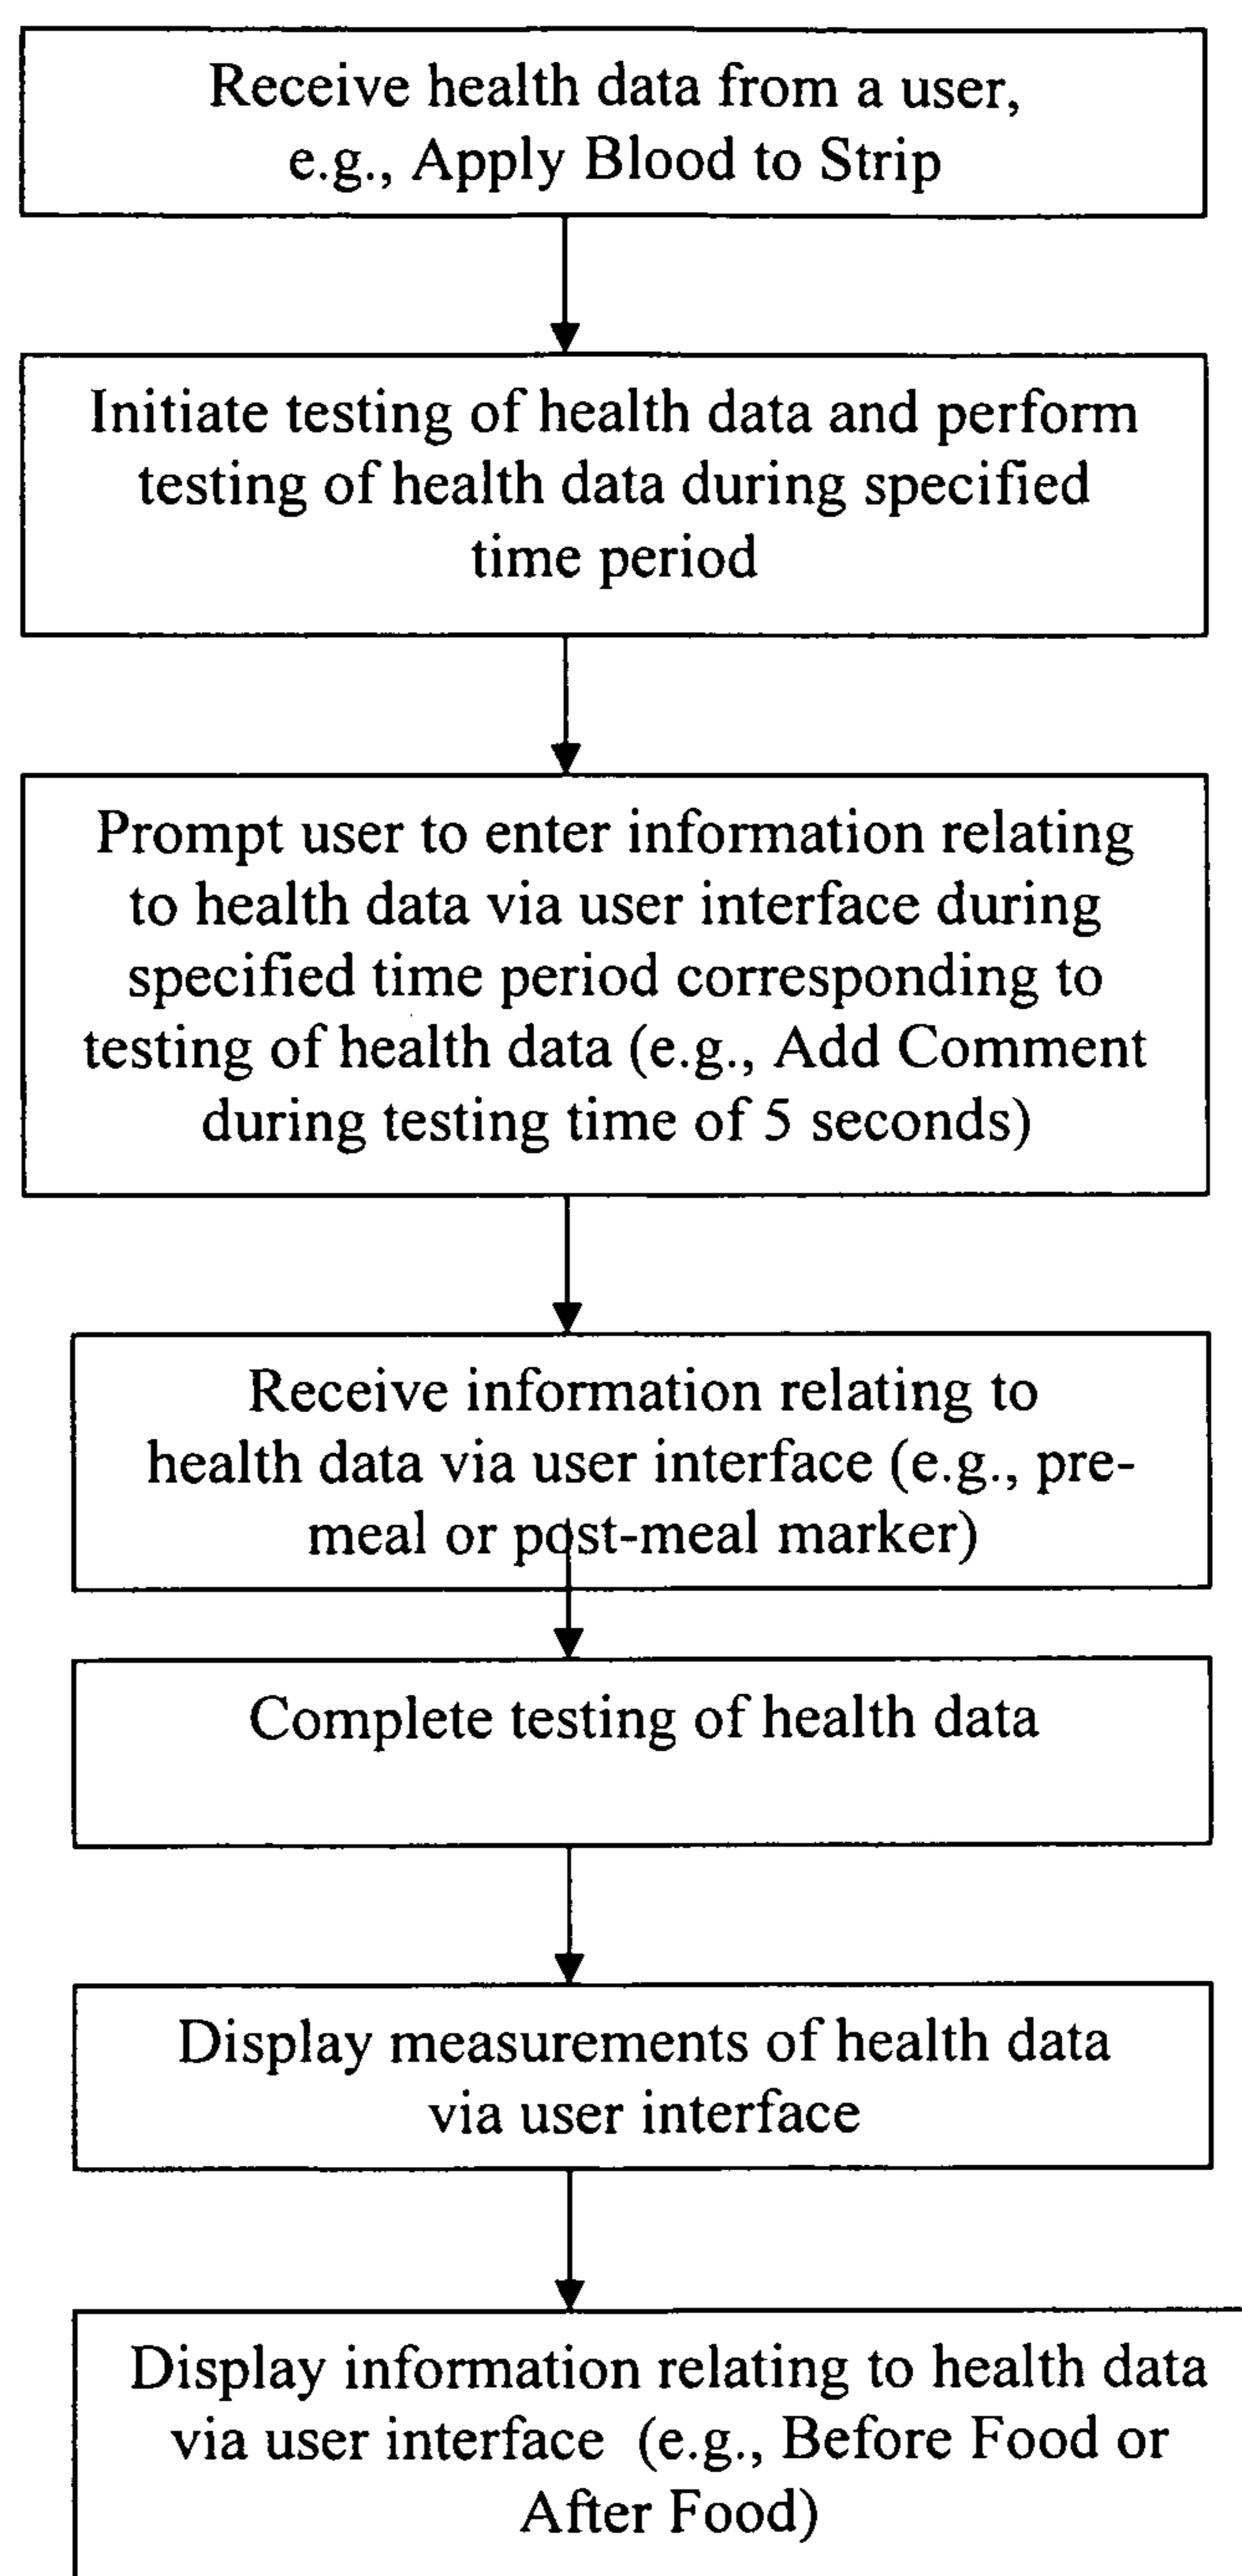 Receive health data from a user,
e.g., Apply Blood to Strip
Initiate testing of health data and perform
testing of health data during specified
time period
Prompt user to enter information relating
to health data via user interface during
specified time period corresponding to
testing of health data (e.g., Add Comment
during testing time of 5 seconds)
Receive information relating to
health data via user interface (e.g., pre-
meal or post-meal marker)
Complete testing of health data
Display measurements of health data
via user interface
Display information relating to health data
via user interface (e.g., Before Food or
After Food)